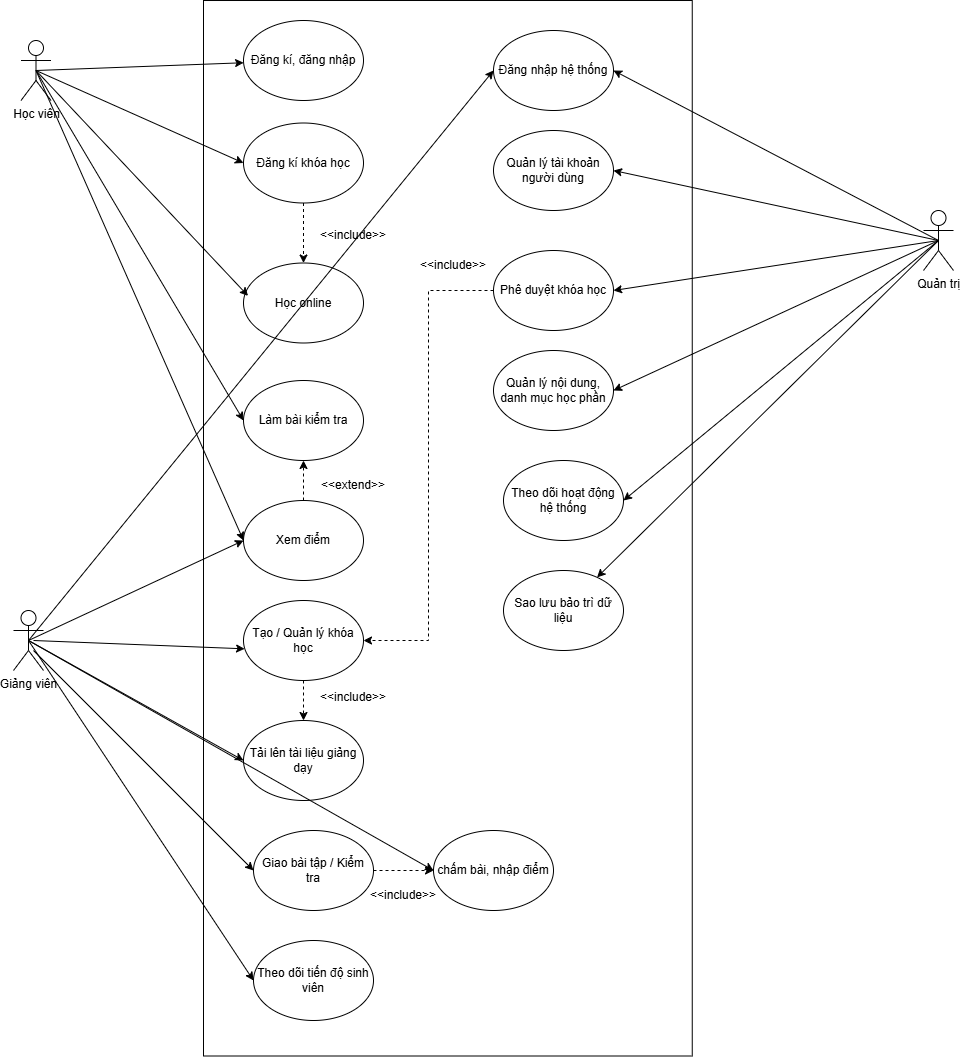 Đăng kí, đăng nhập
Đăng nhập hệ thống
Học viên
Đăng kí khóa học
Quản lý tài khoản
người dùng
<<include>>
<<include>>
Học online
Phê duyệt khóa học
Quản trị
Quản lý nội dung,
danh mục học phần
Làm bài kiểm tra
<<extend>>
Theo dõi hoạt động
hệ thống
Xem điểm
Sao lưu bảo trì dữ
liệu
Tạo / Quản lý khóa
học
Giảng viên
<<include>>
Tải lên tài liệu giảng
dạy
Giao bài tập / Kiểm
tra
chấm bài, nhập điểm
<<include>>
Theo dõi tiến độ sinh
viên